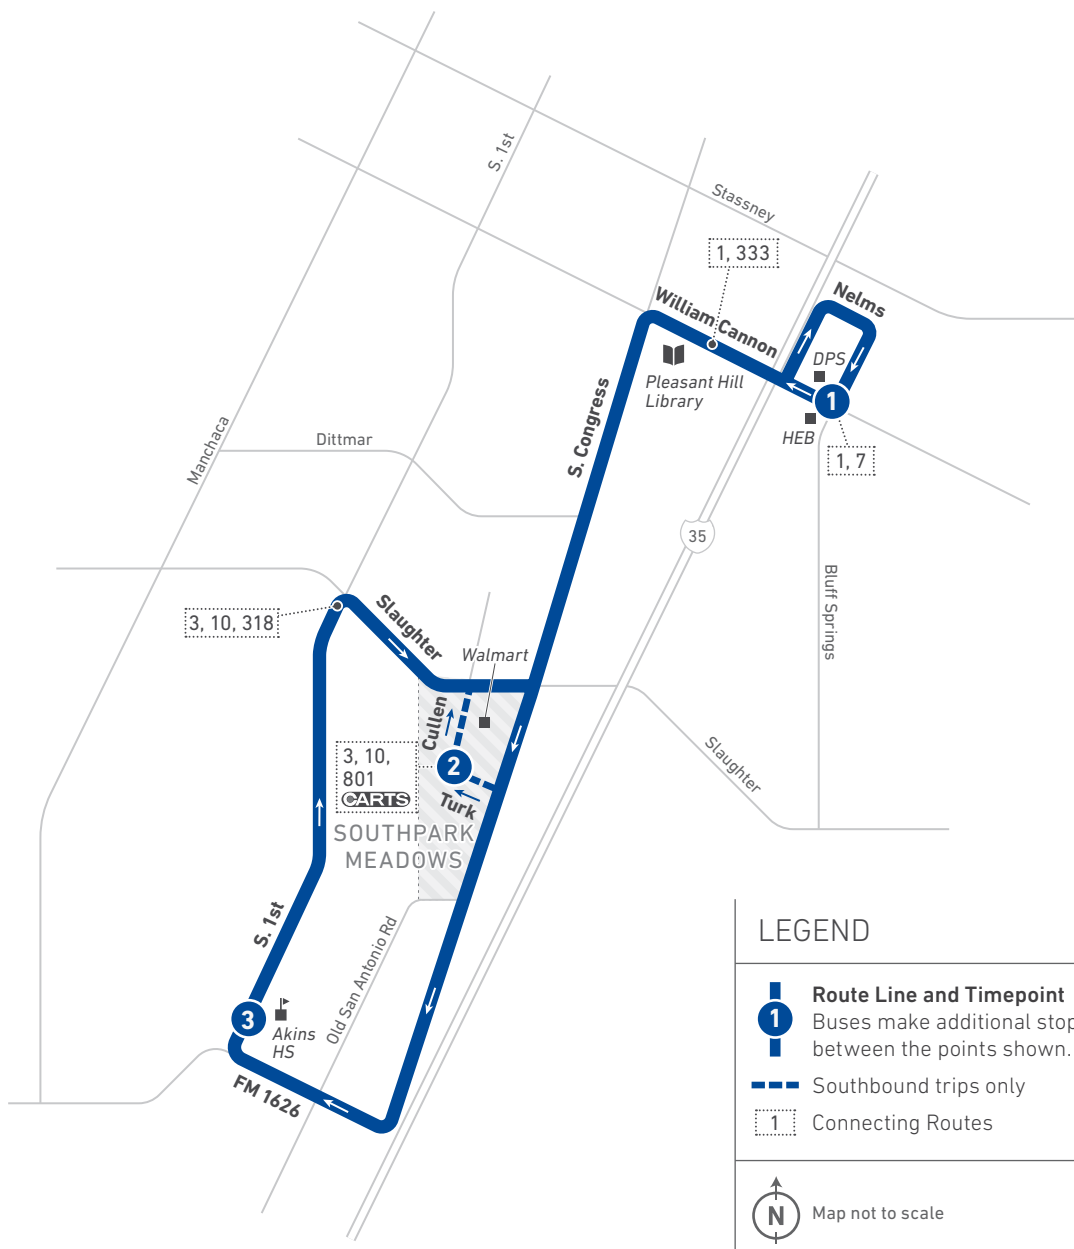 S. 1st
Stassney
1, 333
Nelms
William Cannon
DPS
Pleasant Hill
Library
1
HEB
1, 7
S. Congress
Manchaca
Dittmar
35
Bluff Springs
3, 10, 318
Slaughter
Walmart
Cullen
3, 10,
801
CARTS
2
Turk
Slaughter
SOUTHPARK
MEADOWS
S. 1st
Old San Antonio Rd
3
Akins
HS
FM 1626
LEGEND
1
Route Line and Timepoint
Buses make additional stop
between the points shown.
Southbound trips only
1
Connecting Routes
N
Map not to scale